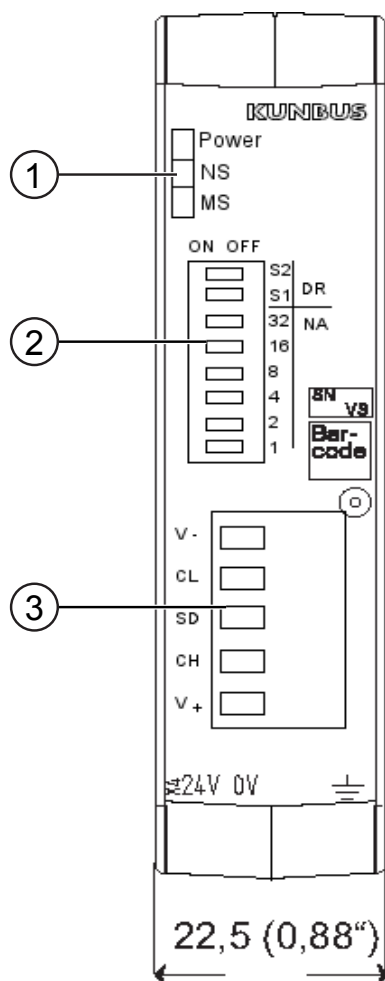 KUNBUS
Power
1
NS
MS
ON OFF
S2
S1 DR
32 NA
2
16
8
4
SN
V3
2
Bar-
code
1
V -
CL
3
SD
CH
V +
24V 0V
22,5 (0,88“)